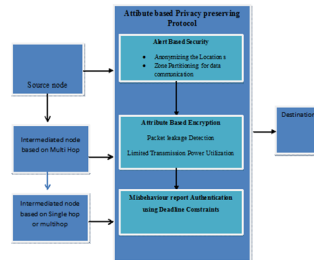 Attibute based Privacy preserving
Protocol
Alert Based Security
Anonymizing the Locations
Zone Partitioning for data
communication
Source node
Attribute Based Encryption
Packet leakage Detection
Limited Transmission Power Utilization
Intermediated node
based on Multi Hop
Destination
Misbehaviour report Authentication
using Deadline Constraints
Intermediated node
based on Single hop
or multihop